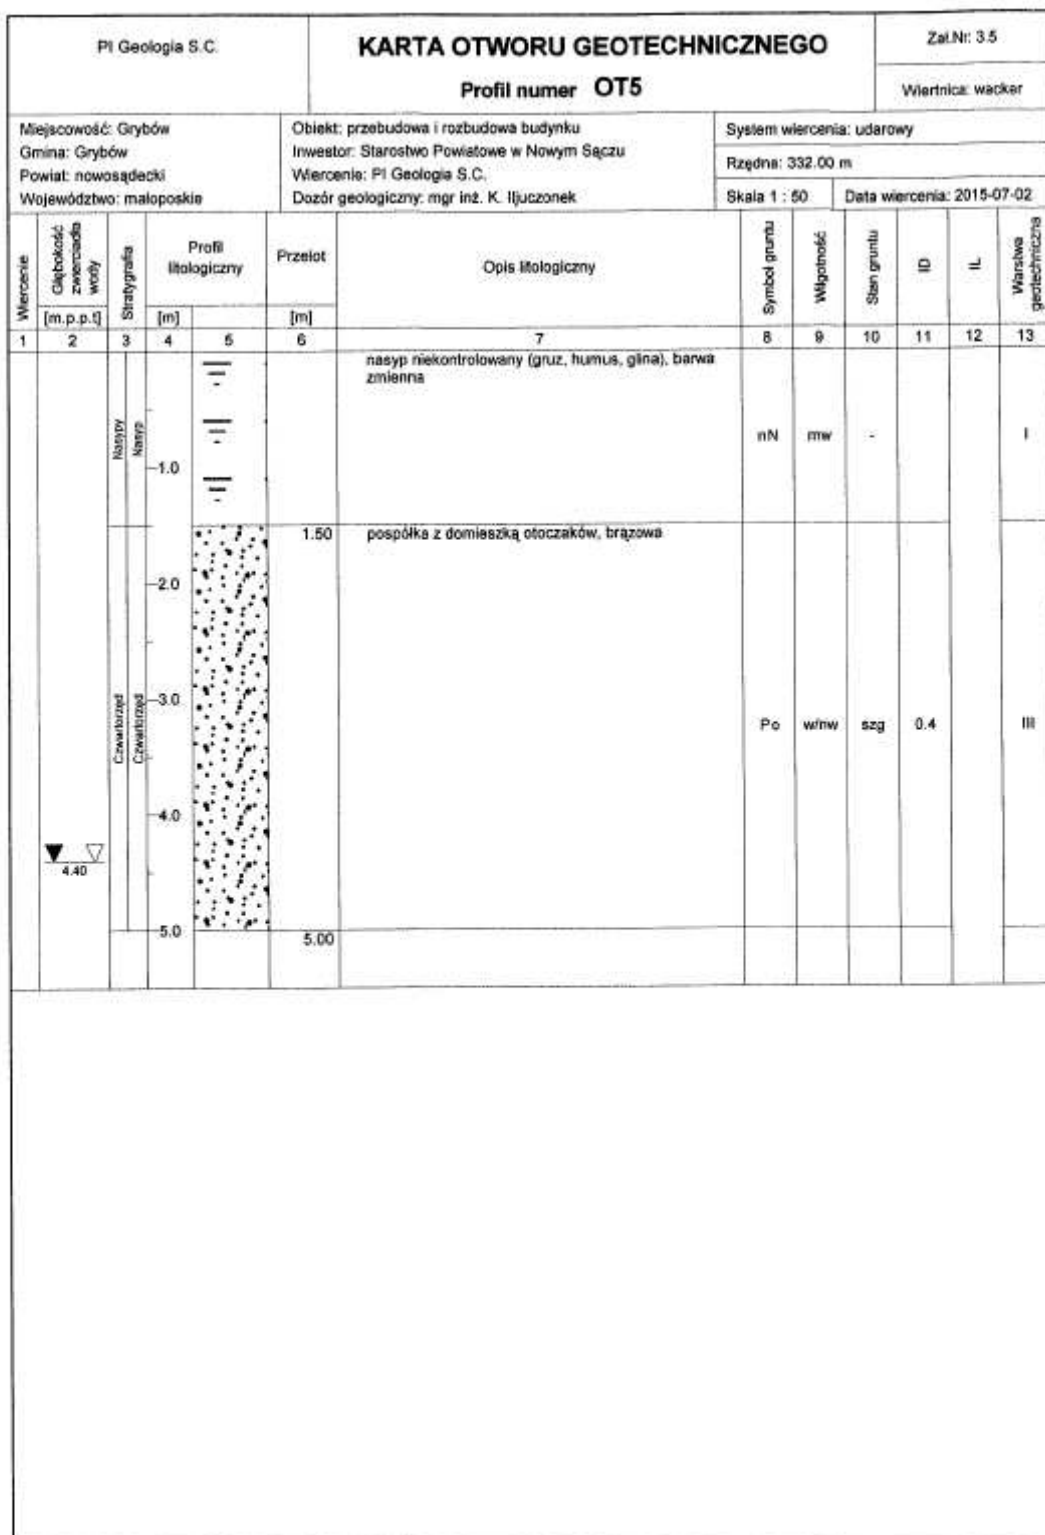 PI Geologia S.C.
KARTA OTWORU GEOTECHNICZNEGO
Profil numer OT5
Zał.Nr: 3.5
Wiertnica: wacker
Miejscowość: Grybów
Gmina: Grybów
Powiat: nowosądecki
Województwo: małopolskie
Obiekt: przebudowa i rozbudowa budynku
Inwestor: Starostwo Powiatowe w Nowym Sączu
Wiercenie: PI Geologia S.C.
Dozór geologiczny: mgr inż. K. Iljuczonek
System wiercenia: udarowy
Rzędna: 332.00 m
Skala 1 : 50
Data wiercenia: 2015-07-02
Wiercenie
Głębokość zwierciadła wody
[m.p.p.t]
Stratygrafia
Profil litologiczny
[m]
Przelot
[m]
Opis litologiczny
Symbol gruntu
Wilgotność
Stan gruntu
ID
IL
Warstwa geotechniczna
1 2 3 4 5 6 7 8 9 10 11 12 13
nasyp niekontrolowany (gruz, humus, glina), barwa
zmienna
Nasypy
Nasyp
nN mw - I
1.0
1.50 pospółka z domieszką otoczaków, brązowa
2.0
3.0
Czwartorzęd
Czwartorzęd
Po w/nw szg 0.4 III
4.0
4.40
5.0
5.00